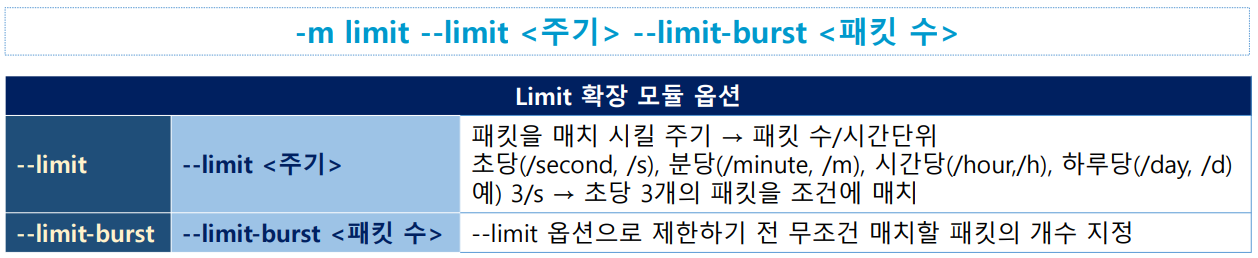 -m limit --limit <주기> --limit-burst <패킷 수>
Limit 확장 모듈 옵션
--limit
--limit <주기>
패킷을 매치 시킬 주기 → 패킷 수/시간단위
초당(/second, /s), 분당(/minute, /m), 시간당(/hour,/h), 하루당(/day, /d)
예) 3/s → 초당 3개의 패킷을 조건에 매치
--limit-burst
--limit-burst <패킷 수>
--limit 옵션으로 제한하기 전 무조건 매치할 패킷의 개수 지정